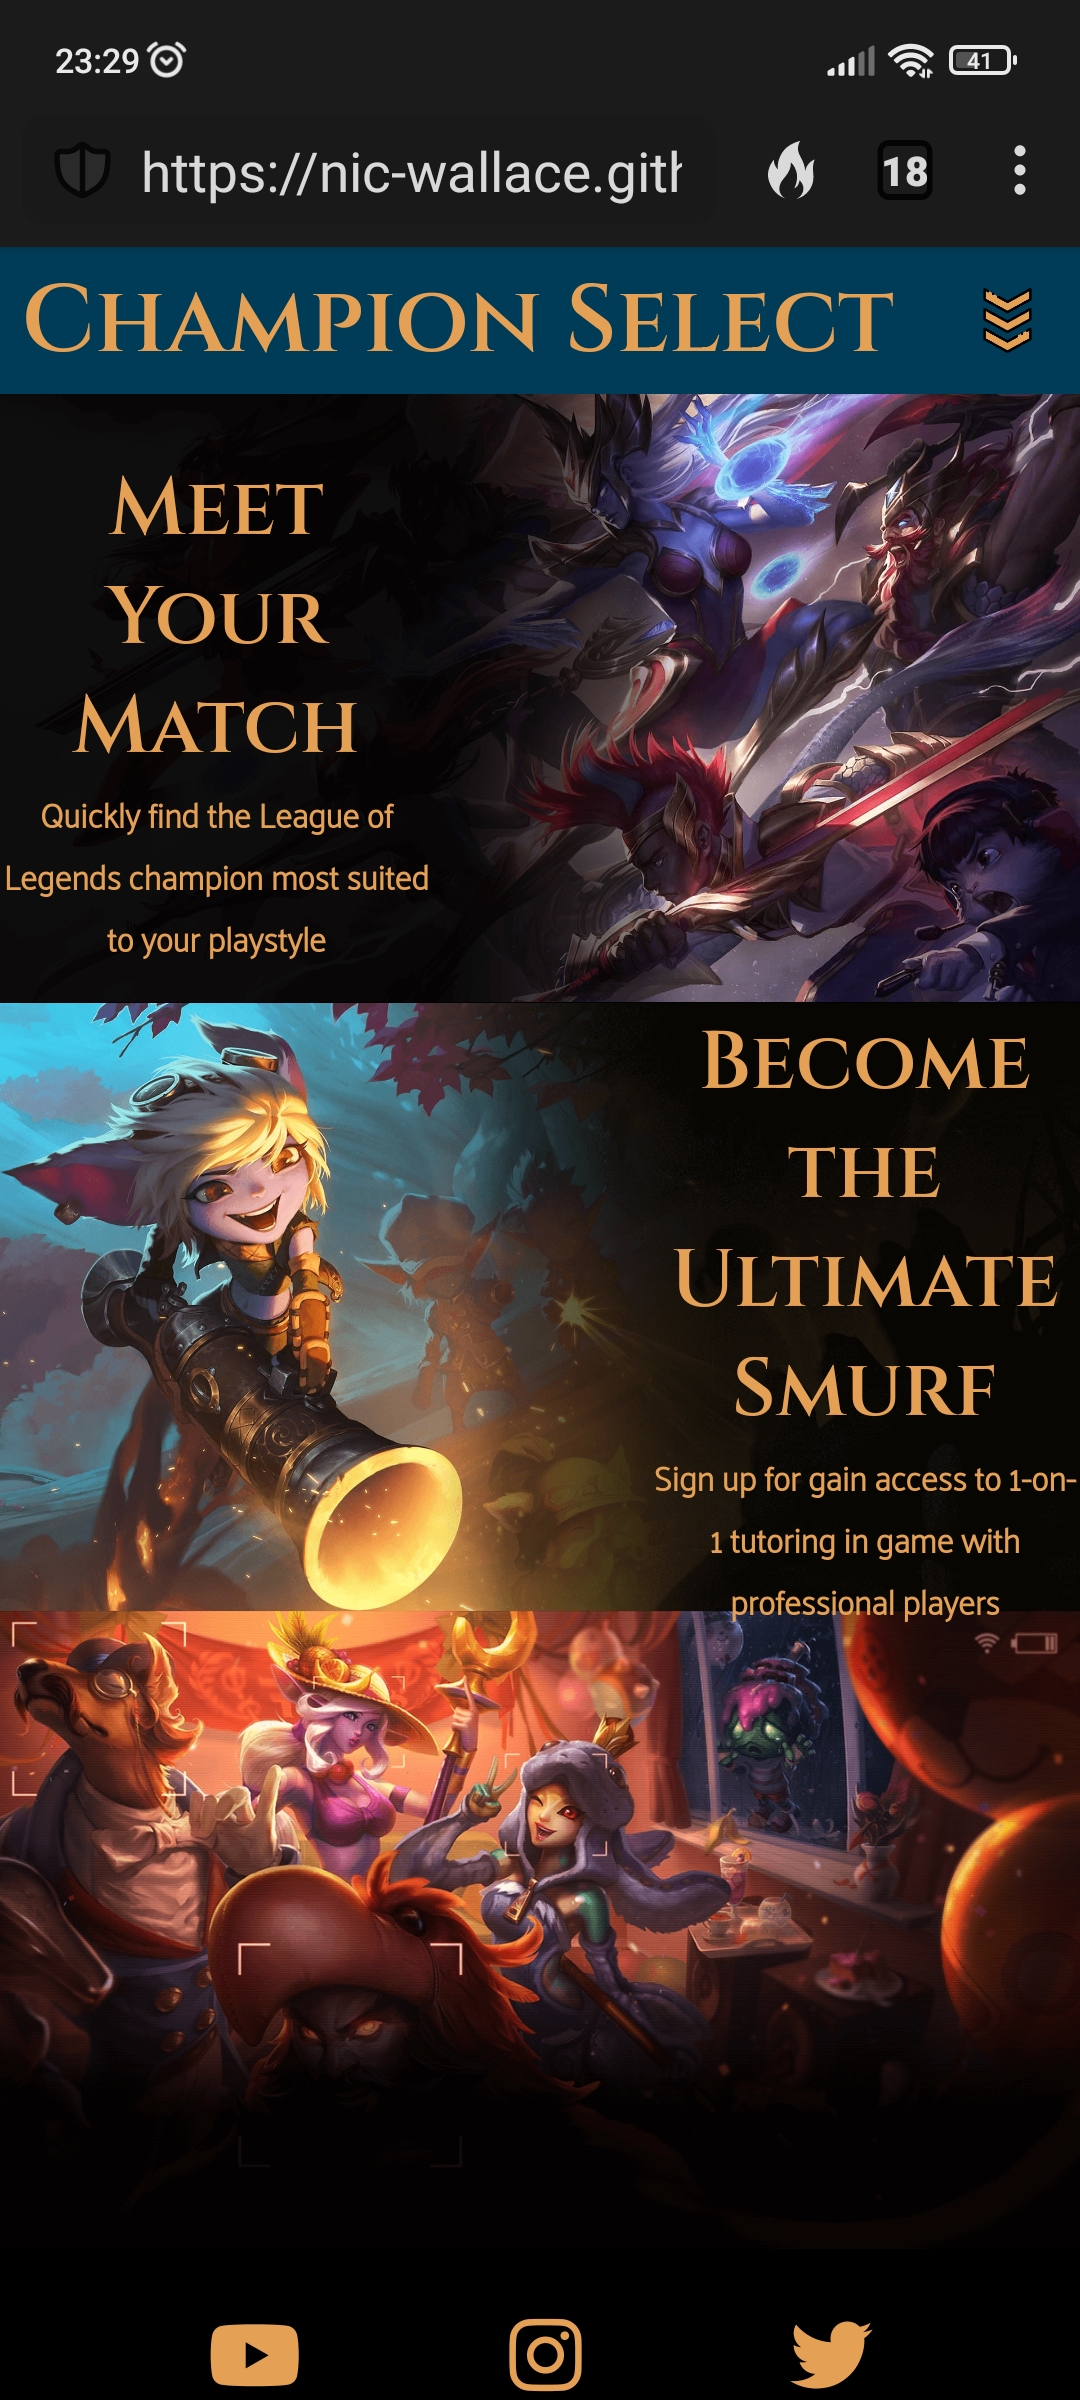 23:29
41
https://nic-wallace.gith
18
Champion Select
Meet
Your
Match
Quickly find the League of
Legends champion most suited
to your playstyle
Become
the
Ultimate
Smurf
Sign up for gain access to 1-on-
1 tutoring in game with
professional players